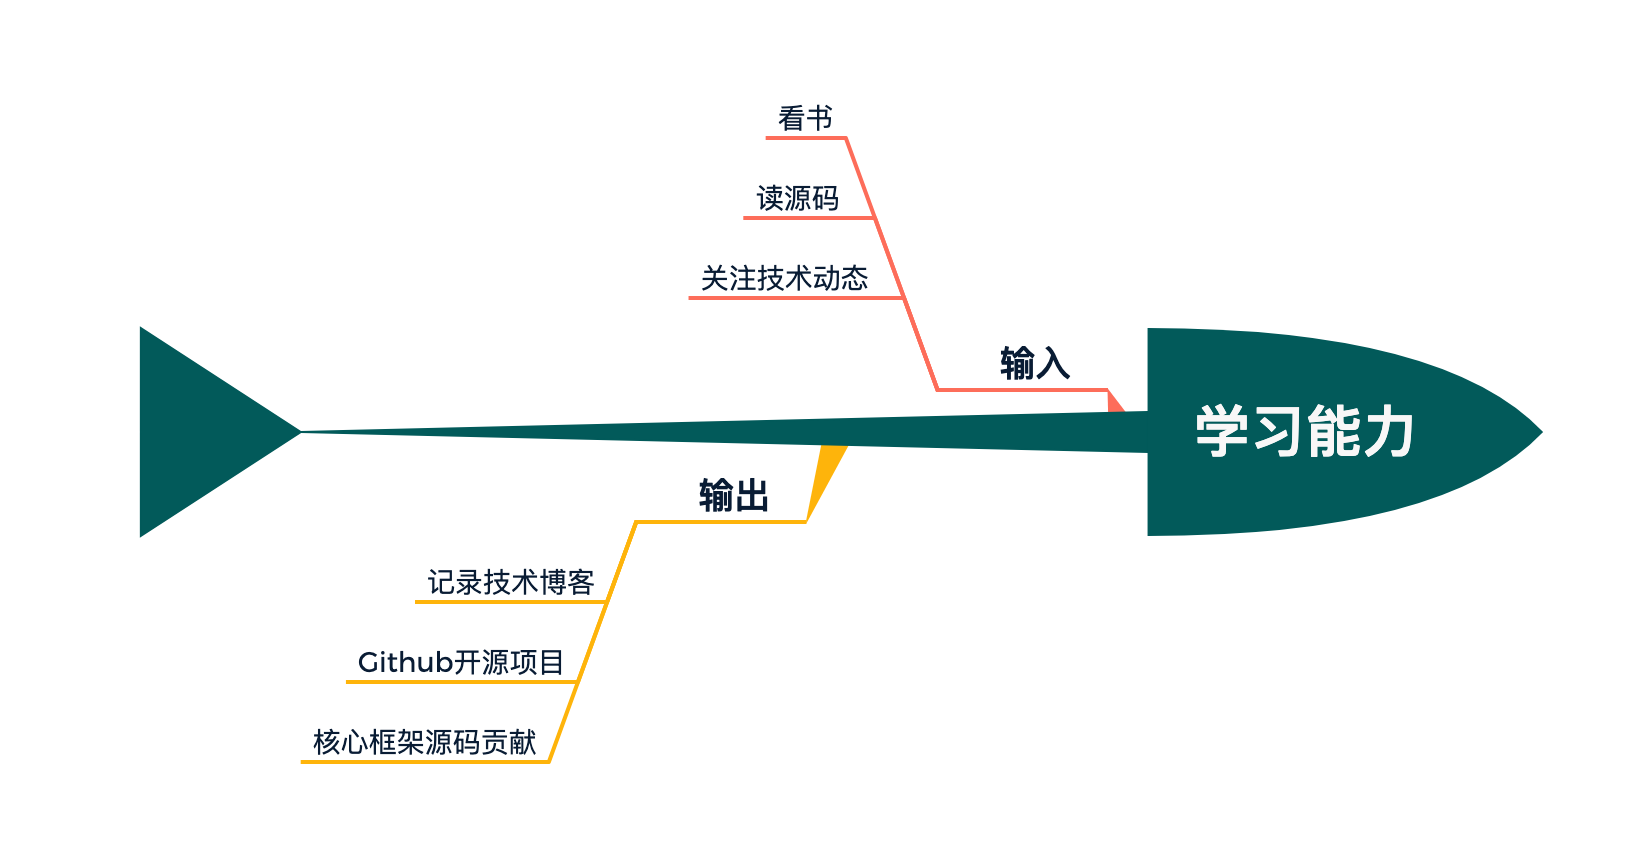 看书
读源码
关注技术动态
输入
学习能力
输出
记录技术博客
Github开源项目
核心框架源码贡献